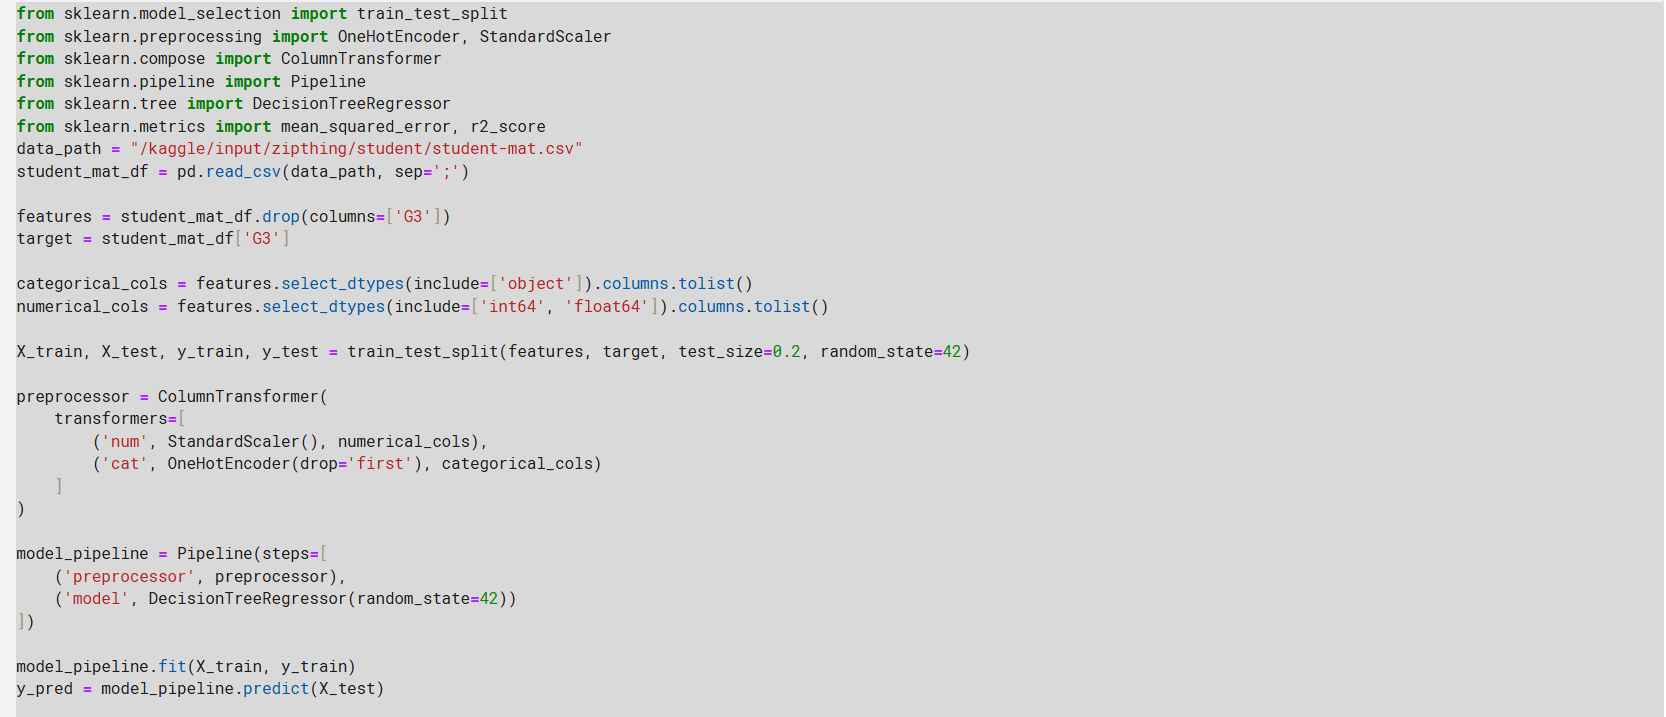 from sklearn.model_selection import train_test_split
from sklearn.preprocessing import OneHotEncoder, StandardScaler
from sklearn.compose import ColumnTransformer
from sklearn.pipeline import Pipeline
from sklearn.tree import DecisionTreeRegressor
from sklearn.metrics import mean_squared_error, r2_score
data_path = "/kaggle/input/zipthing/student/student-mat.csv"
student_mat_df = pd.read_csv(data_path, sep=';')

features = student_mat_df.drop(columns=['G3'])
target = student_mat_df['G3']

categorical_cols = features.select_dtypes(include=['object']).columns.tolist()
numerical_cols = features.select_dtypes(include=['int64', 'float64']).columns.tolist()

X_train, X_test, y_train, y_test = train_test_split(features, target, test_size=0.2, random_state=42)

preprocessor = ColumnTransformer(
    transformers=[
        ('num', StandardScaler(), numerical_cols),
        ('cat', OneHotEncoder(drop='first'), categorical_cols)
    ]
)

model_pipeline = Pipeline(steps=[
    ('preprocessor', preprocessor),
    ('model', DecisionTreeRegressor(random_state=42))
])

model_pipeline.fit(X_train, y_train)
y_pred = model_pipeline.predict(X_test)